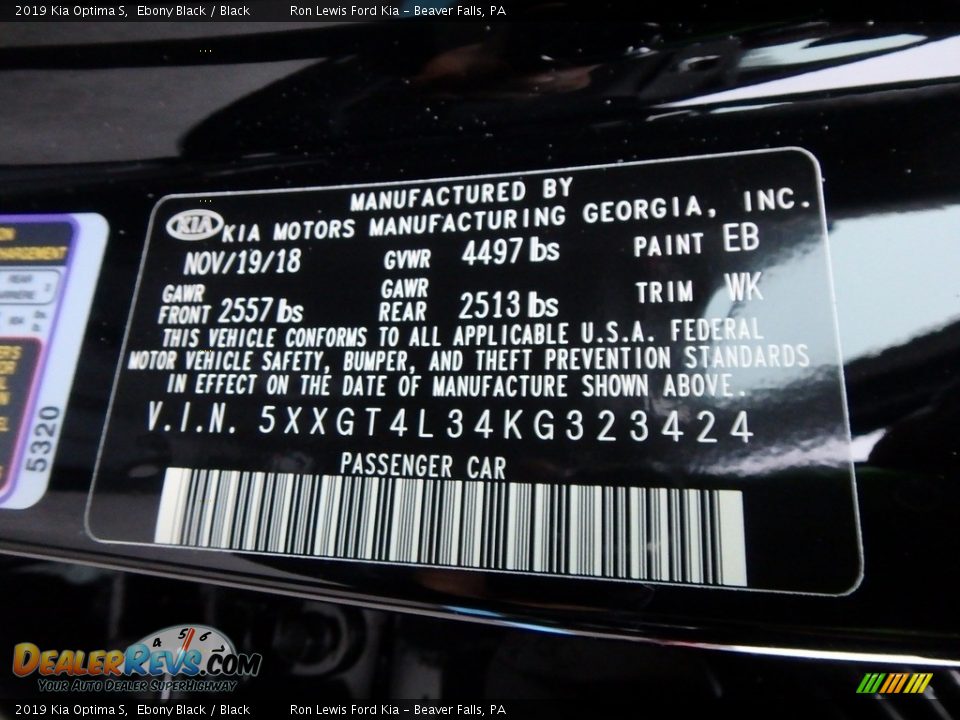 2019 Kia Optima S, Ebony Black / Black Ron Lewis Ford Kia - Beaver Falls, PA
MANUFACTURED BY
KIA KIA MOTORS MANUFACTURING GEORGIA, INC.
NOV/19/18 GVWR 4497 lbs PAINT EB
GAWR FRONT 2557 lbs GAWR REAR 2513 lbs TRIM WK
THIS VEHICLE CONFORMS TO ALL APPLICABLE U.S.A. FEDERAL
MOTOR VEHICLE SAFETY, BUMPER, AND THEFT PREVENTION STANDARDS
IN EFFECT ON THE DATE OF MANUFACTURE SHOWN ABOVE.
V.I.N. 5XXGT4L34KG323424
PASSENGER CAR
REAR
5320
4 5 6
DEALERREVS.COM
YOUR AUTO DEALER SUPERHIGHWAY
2019 Kia Optima S, Ebony Black / Black Ron Lewis Ford Kia - Beaver Falls, PA